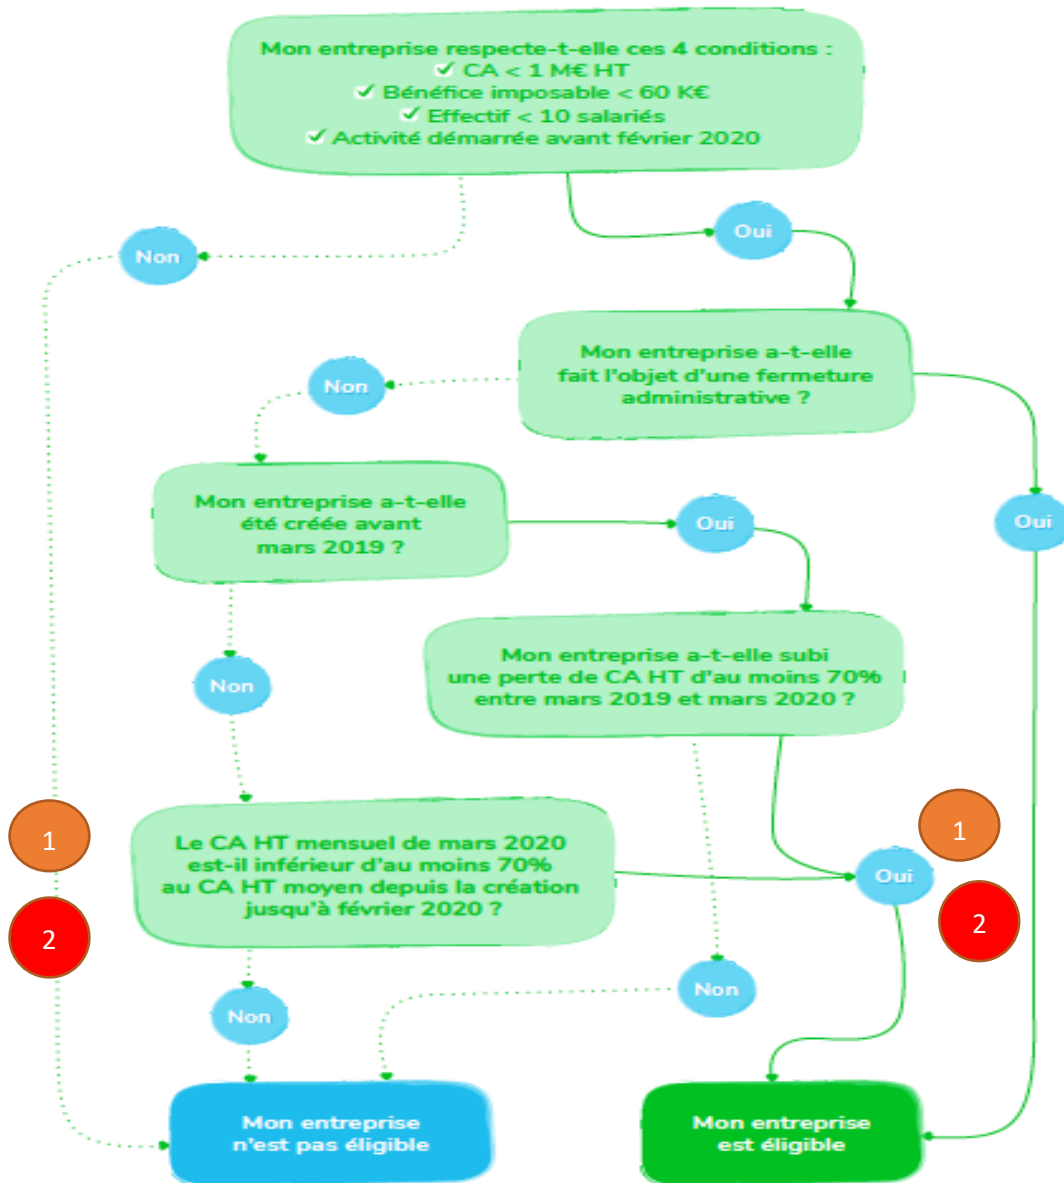 Mon entreprise respecte-t-elle ces 4 conditions :
✓ CA < 1 M€ HT
✓ Bénéfice imposable < 60 K€
✓ Effectif < 10 salariés
✓ Activité démarrée avant février 2020
Oui
Non
Mon entreprise a-t-elle
fait l'objet d'une fermeture
administrative ?
Non
Mon entreprise a-t-elle
été créée avant
mars 2019 ?
Oui
Oui
Mon entreprise a-t-elle subi
une perte de CA HT d'au moins 70%
entre mars 2019 et mars 2020 ?
Non
1
1
Le CA HT mensuel de mars 2020
est-il inférieur d'au moins 70%
au CA HT moyen depuis la création
jusqu'à février 2020 ?
Oui
2
2
Non
Non
Mon entreprise
n'est pas éligible
Mon entreprise
est éligible